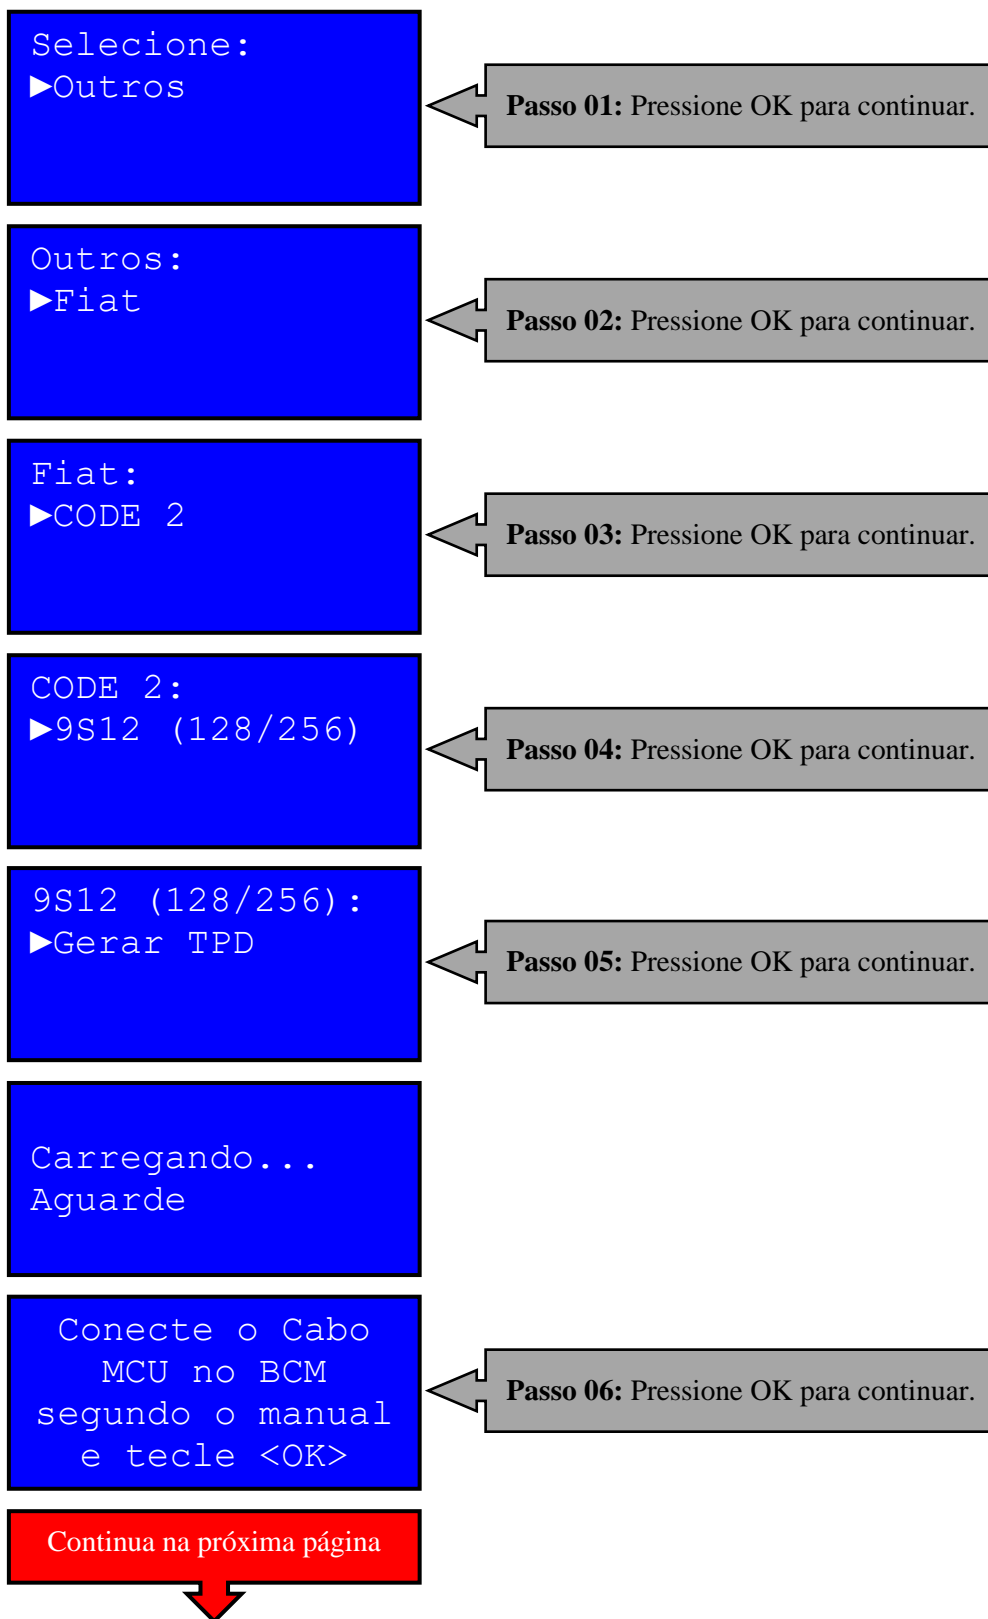 Selecione:
►Outros
Passo 01: Pressione OK para continuar.
Outros:
►Fiat
Passo 02: Pressione OK para continuar.
Fiat:
►CODE 2
Passo 03: Pressione OK para continuar.
CODE 2:
►9S12 (128/256)
Passo 04: Pressione OK para continuar.
9S12 (128/256):
►Gerar TPD
Passo 05: Pressione OK para continuar.
Carregando...
Aguarde
Conecte o Cabo
MCU no BCM
segundo o manual
e tecle <OK>
Passo 06: Pressione OK para continuar.
Continua na próxima página